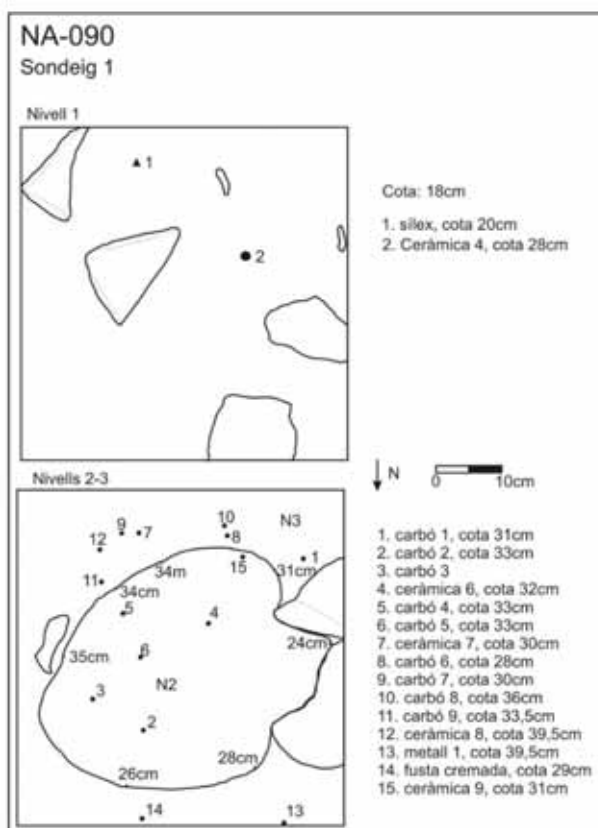 NA-090
Sondeig 1
Nivell 1
1
2
Cota: 18cm
1. sílex, cota 20cm
2. Ceràmica 4, cota 28cm
N
0
10cm
Nivells 2-3
9
7
10
8
N3
12
15
1
34m
31cm
11
34cm
5
4
24cm
35cm
6
N2
3
2
28cm
26cm
14
13
1. carbó 1, cota 31cm
2. carbó 2, cota 33cm
3. carbó 3
4. ceràmica 6, cota 32cm
5. carbó 4, cota 33cm
6. carbó 5, cota 33cm
7. ceràmica 7, cota 30cm
8. carbó 6, cota 28cm
9. carbó 7, cota 30cm
10. carbó 8, cota 36cm
11. carbó 9, cota 33,5cm
12. ceràmica 8, cota 39,5cm
13. metall 1, cota 39,5cm
14. fusta cremada, cota 29cm
15. ceràmica 9, cota 31cm